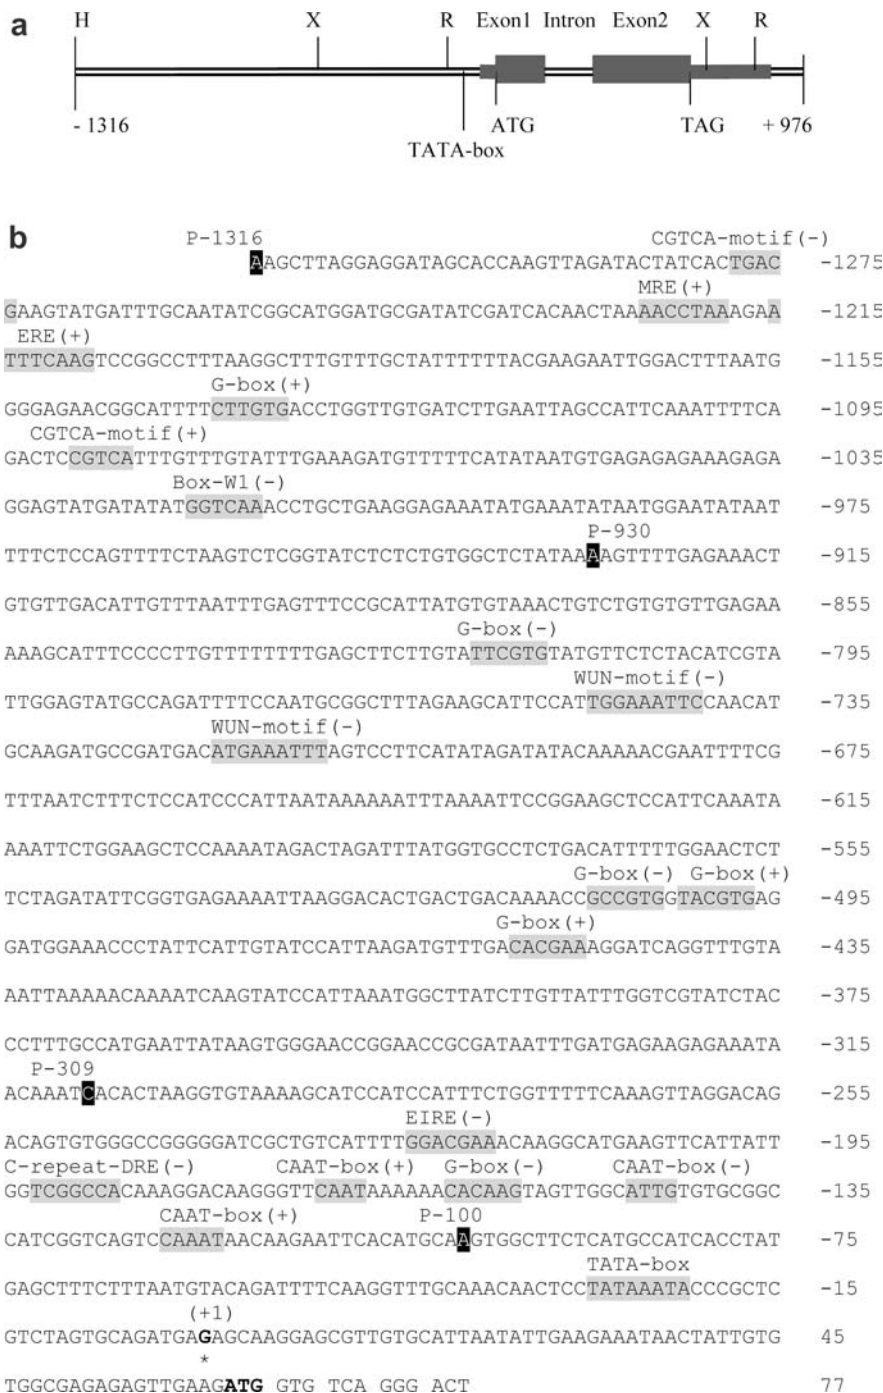 a
H X R Exon1 Intron Exon2 X R
- 1316 ATG TAG + 976
TATA-box
b
P-1316 CGTCA-motif(-)
AAGCTTAGGAGGATAGCACCAAGTTAGATACTATCACTGAC -1275
MRE(+)
GAAGTATGATTTGCAATATCGGCATGGATGCGATATCGATCACAACTAAAACCTAAAGAA -1215
ERE(+)
TTTCAAGTCCGGCCTTTAAGGCTTTGTTTGCTATTTTTTACGAAGAATTGGACTTTAATG -1155
G-box(+)
GGGAGAACGGCATTTTCTTGTGACCTGGTTGTGATCTTGAATTAGCCATTCAAATTTTCA -1095
CGTCA-motif(+)
GACTCCGTCATTTGTTTGTATTTGAAAGATGTTTTTCATATAATGTGAGAGAGAAAGAGA -1035
Box-W1(-)
GGAGTATGATATATGGTCAAACCTGCTGAAGGAGAAATATGAAATATAATGGAATATAAT -975
P-930
TTTCTCCAGTTTTCTAAGTCTCGGTATCTCTCTGTGGCTCTATAAAAGTTTTGAGAAACT -915
GTGTTGACATTGTTTAATTTGAGTTTCCGCATTATGTGTAAACTGTCTGTGTGTTGAGAA -855
G-box(-)
AAAGCATTTCCCCTTGTTTTTTTTGAGCTTCTTGTATTCGTGTATGTTCTCTACATCGTA -795
WUN-motif(-)
TTGGAGTATGCCAGATTTTCCAATGCGGCTTTAGAAGCATTCCATTGGAAATTCCAACAT -735
WUN-motif(-)
GCAAGATGCCGATGACATGAAATTTAGTCCTTCATATAGATATACAAAAACGAATTTTCG -675
TTTAATCTTTCTCCATCCCATTAATAAAAAATTTAAAATTCCGGAAGCTCCATTCAAATA -615
AAATTCTGGAAGCTCCAAAATAGACTAGATTTATGGTGCCTCTGACATTTTTGGAACTCT -555
G-box(-) G-box(+)
TCTAGATATTCGGTGAGAAAATTAAGGACACTGACTGACAAAACCGCCGTGGTACGTGAG -495
G-box(+)
GATGGAAACCCTATTCATTGTATCCATTAAGATGTTTGACACGAAAGGATCAGGTTTGTA -435
AATTAAAAACAAAATCAAGTATCCATTAAATGGCTTATCTTGTTATTTGGTCGTATCTAC -375
CCTTTGCCATGAATTATAAGTGGGAACCGGAACCGCGATAATTTGATGAGAAGAGAAATA -315
P-309
ACAAATCACACTAAGGTGTAAAAGCATCCATCCATTTCTGGTTTTTCAAAGTTAGGACAG -255
EIRE(-)
ACAGTGTGGGCCGGGGGATCGCTGTCATTTTGGACGAAACAAGGCATGAAGTTCATTATT -195
C-repeat-DRE(-) CAAT-box(+) G-box(-) CAAT-box(-)
GGTCGGCCACAAAGGACAAGGGTTCAATAAAAAACACAAGTAGTTGGCATTGTGTGCGGC -135
CAAT-box(+) P-100
CATCGGTCAGTCCAAATAACAAGAATTCACATGCAAGTGGCTTCTCATGCCATCACCTAT -75
TATA-box
GAGCTTTCTTTAATGTACAGATTTTCAAGGTTTGCAAACAACTCCTATAAATACCCGCTC -15
(+1)
GTCTAGTGCAGATGAGAGCAAGGAGCGTTGTGCATTAATATTGAAGAAATAACTATTGTG 45
*
TGGCGAGAGAGTTGAAGATG GTG TCA GGG ACT 77